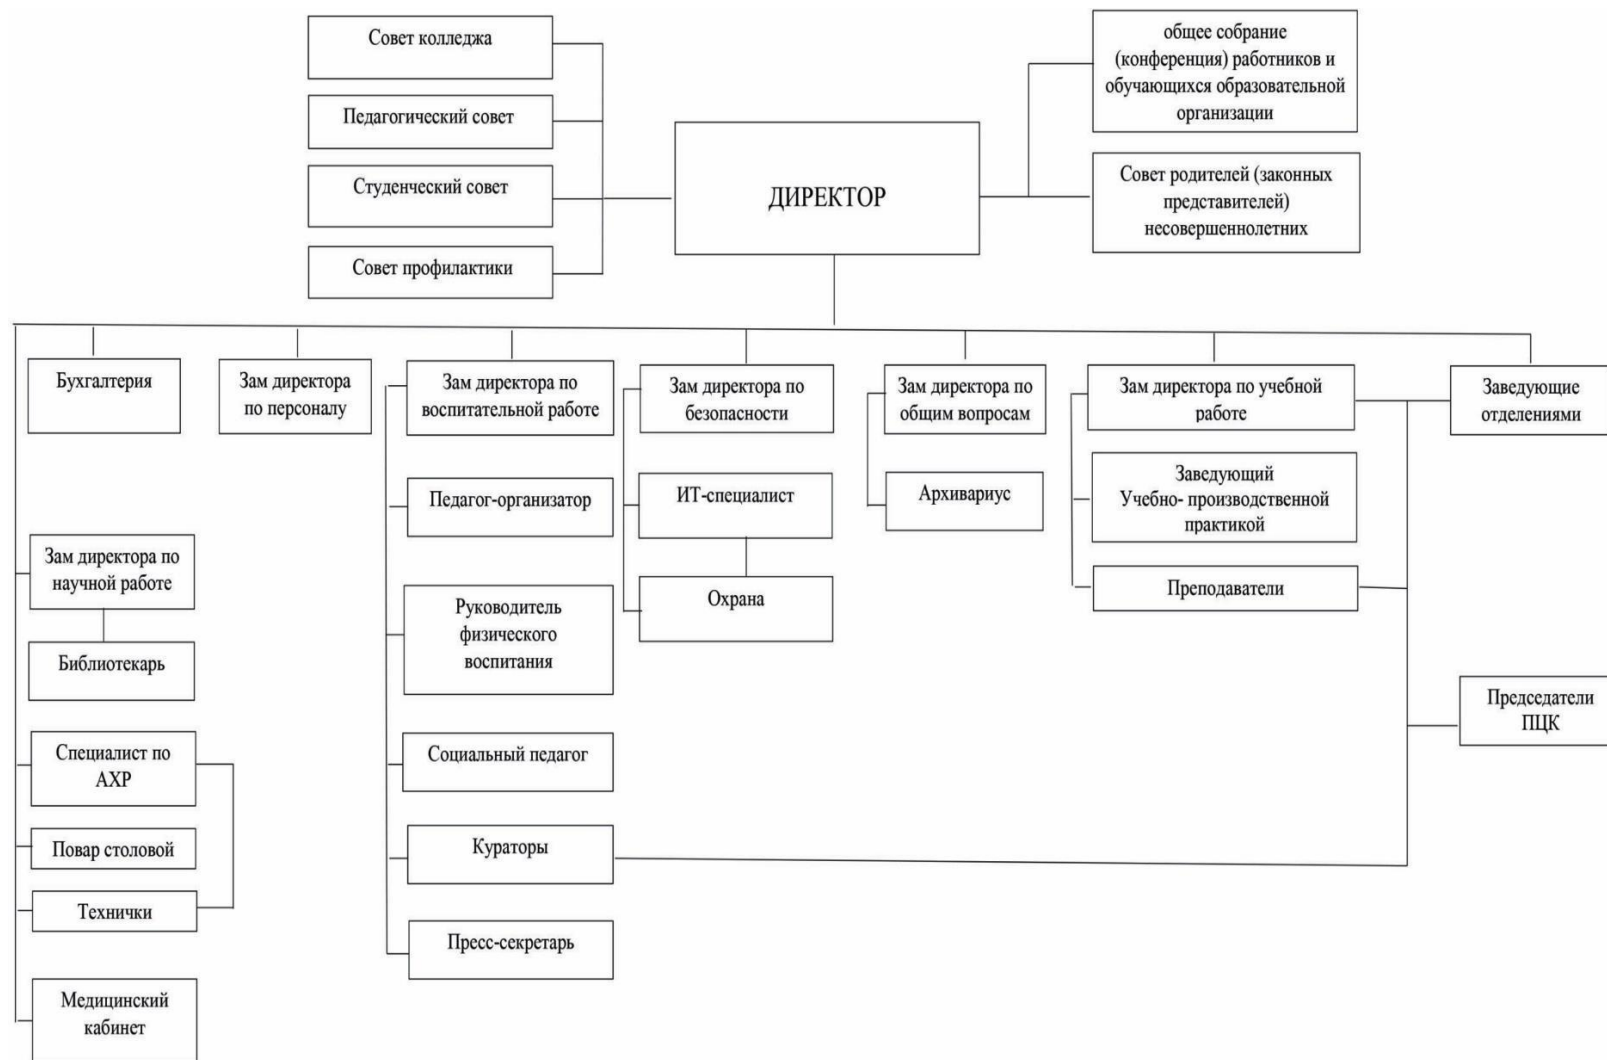 Совет колледжа
Педагогический совет
Студенческий совет
Совет профилактики
ДИРЕКТОР
общее собрание
(конференция) работников и
обучающихся образовательной
организации
Совет родителей (законных
представителей)
несовершеннолетних
Бухгалтерия
Зам директора
по персоналу
Зам директора по
воспитательной работе
Зам директора по
безопасности
Зам директора по
общим вопросам
Зам директора по учебной
работе
Заведующие
отделениями
Зам директора по
научной работе
Библиотекарь
Специалист по
АХР
Повар столовой
Технички
Медицинский
кабинет
Педагог-организатор
Руководитель
физического
воспитания
Социальный педагог
Кураторы
Пресс-секретарь
ИТ-специалист
Охрана
Архивариус
Заведующий
Учебно- производственной
практикой
Преподаватели
Председатели
ПЦК